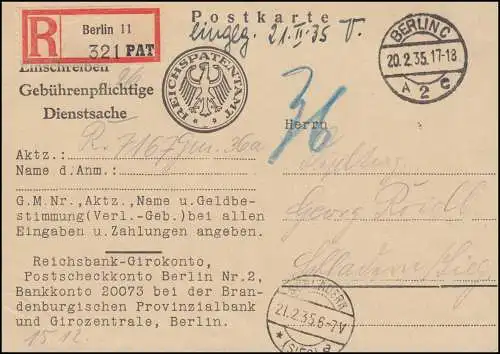 Postkarte
R
Berlin 11
321 PAT
eingeg. 21.II.35
BERLIN C
20.2.35.17-18
A 2 c
Einschreiben
Gebührenpflichtige
Dienstsache
REICHSPATENTAMT
36
Herrn
Aktz.:
Name d.Anm.:
G.M.Nr.,Aktz.,Name u.Geldbe-
stimmung(Verl.-Geb.)bei allen
Eingaben u.Zahlungen angeben.
Georg
Reichsbank-Girokonto,
Postscheckkonto Berlin Nr.2,
Bankkonto 20073 bei der Bran-
denburgischen Provinzialbank
und Girozentrale, Berlin.
21.2.35.6-7V
(SIEG) a
15.12.